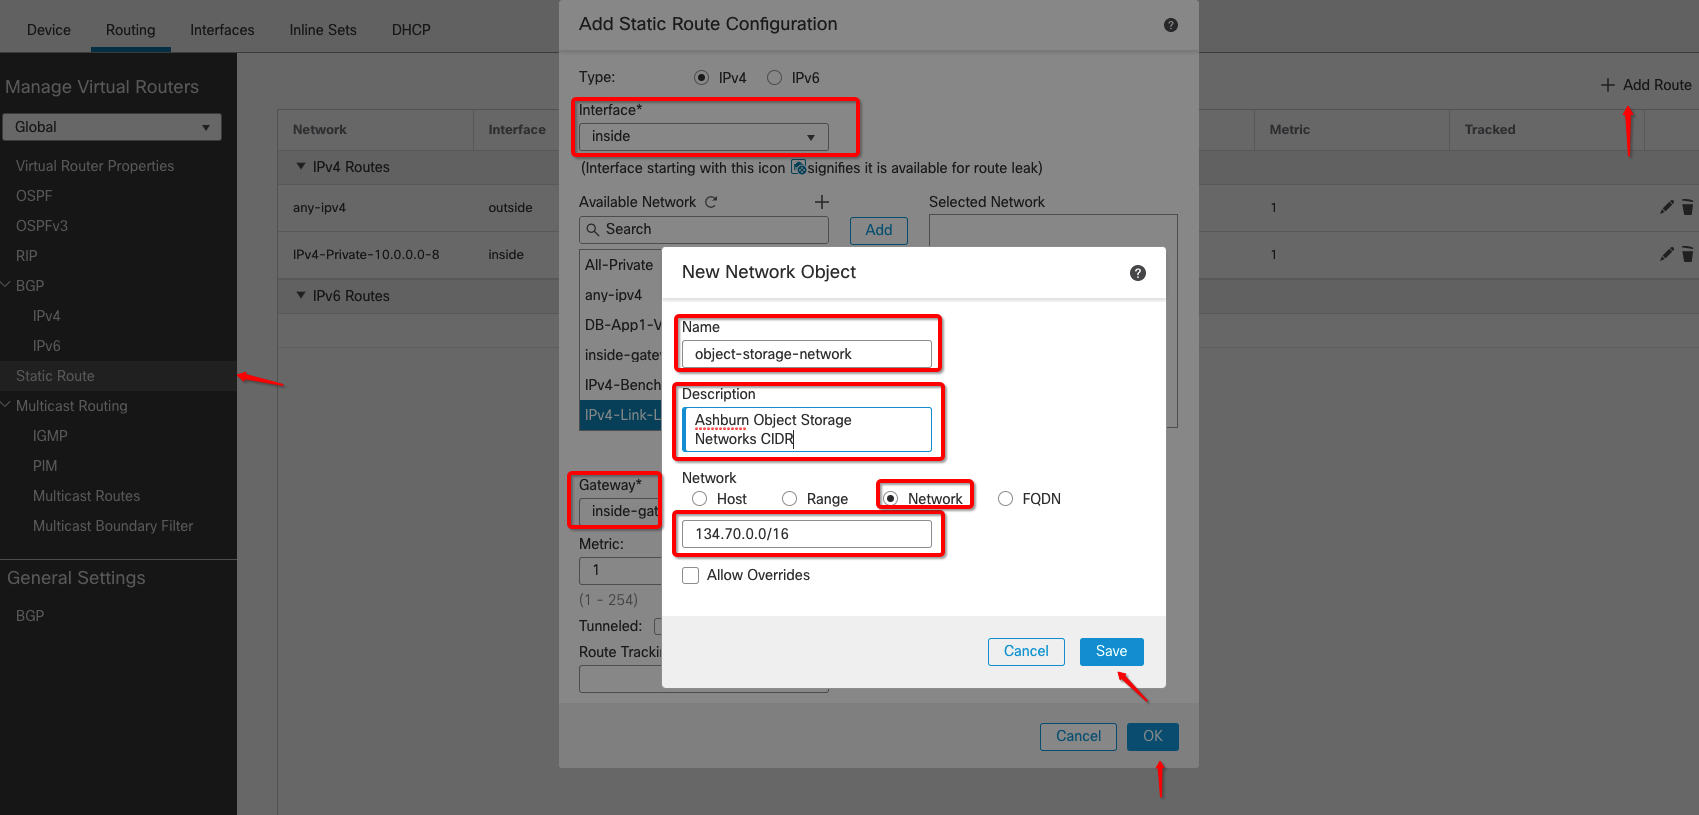 Device
Routing
Interfaces
Inline Sets
DHCP
Manage Virtual Routers
Global
Virtual Router Properties
OSPF
OSPFv3
RIP
BGP
IPv4
IPv6
Static Route
Multicast Routing
IGMP
PIM
Multicast Routes
Multicast Boundary Filter
General Settings
BGP
+ Add Route
Network
Interface
Metric
Tracked
IPv4 Routes
any-ipv4
outside
1
IPv4-Private-10.0.0.0-8
inside
1
IPv6 Routes
Add Static Route Configuration
?
Type:
IPv4
IPv6
Interface*
inside
(Interface starting with this icon signifies it is available for route leak)
Available Network
+
Selected Network
Search
Add
All-Private
any-ipv4
DB-App1-V
inside-gate
IPv4-Bench
IPv4-Link-L
Gateway*
inside-gat
Metric:
1
(1 - 254)
Tunneled:
Route Tracki
Cancel
OK
New Network Object
?
Name
object-storage-network
Description
Ashburn Object Storage
Networks CIDR
Network
Host
Range
Network
FQDN
134.70.0.0/16
Allow Overrides
Cancel
Save